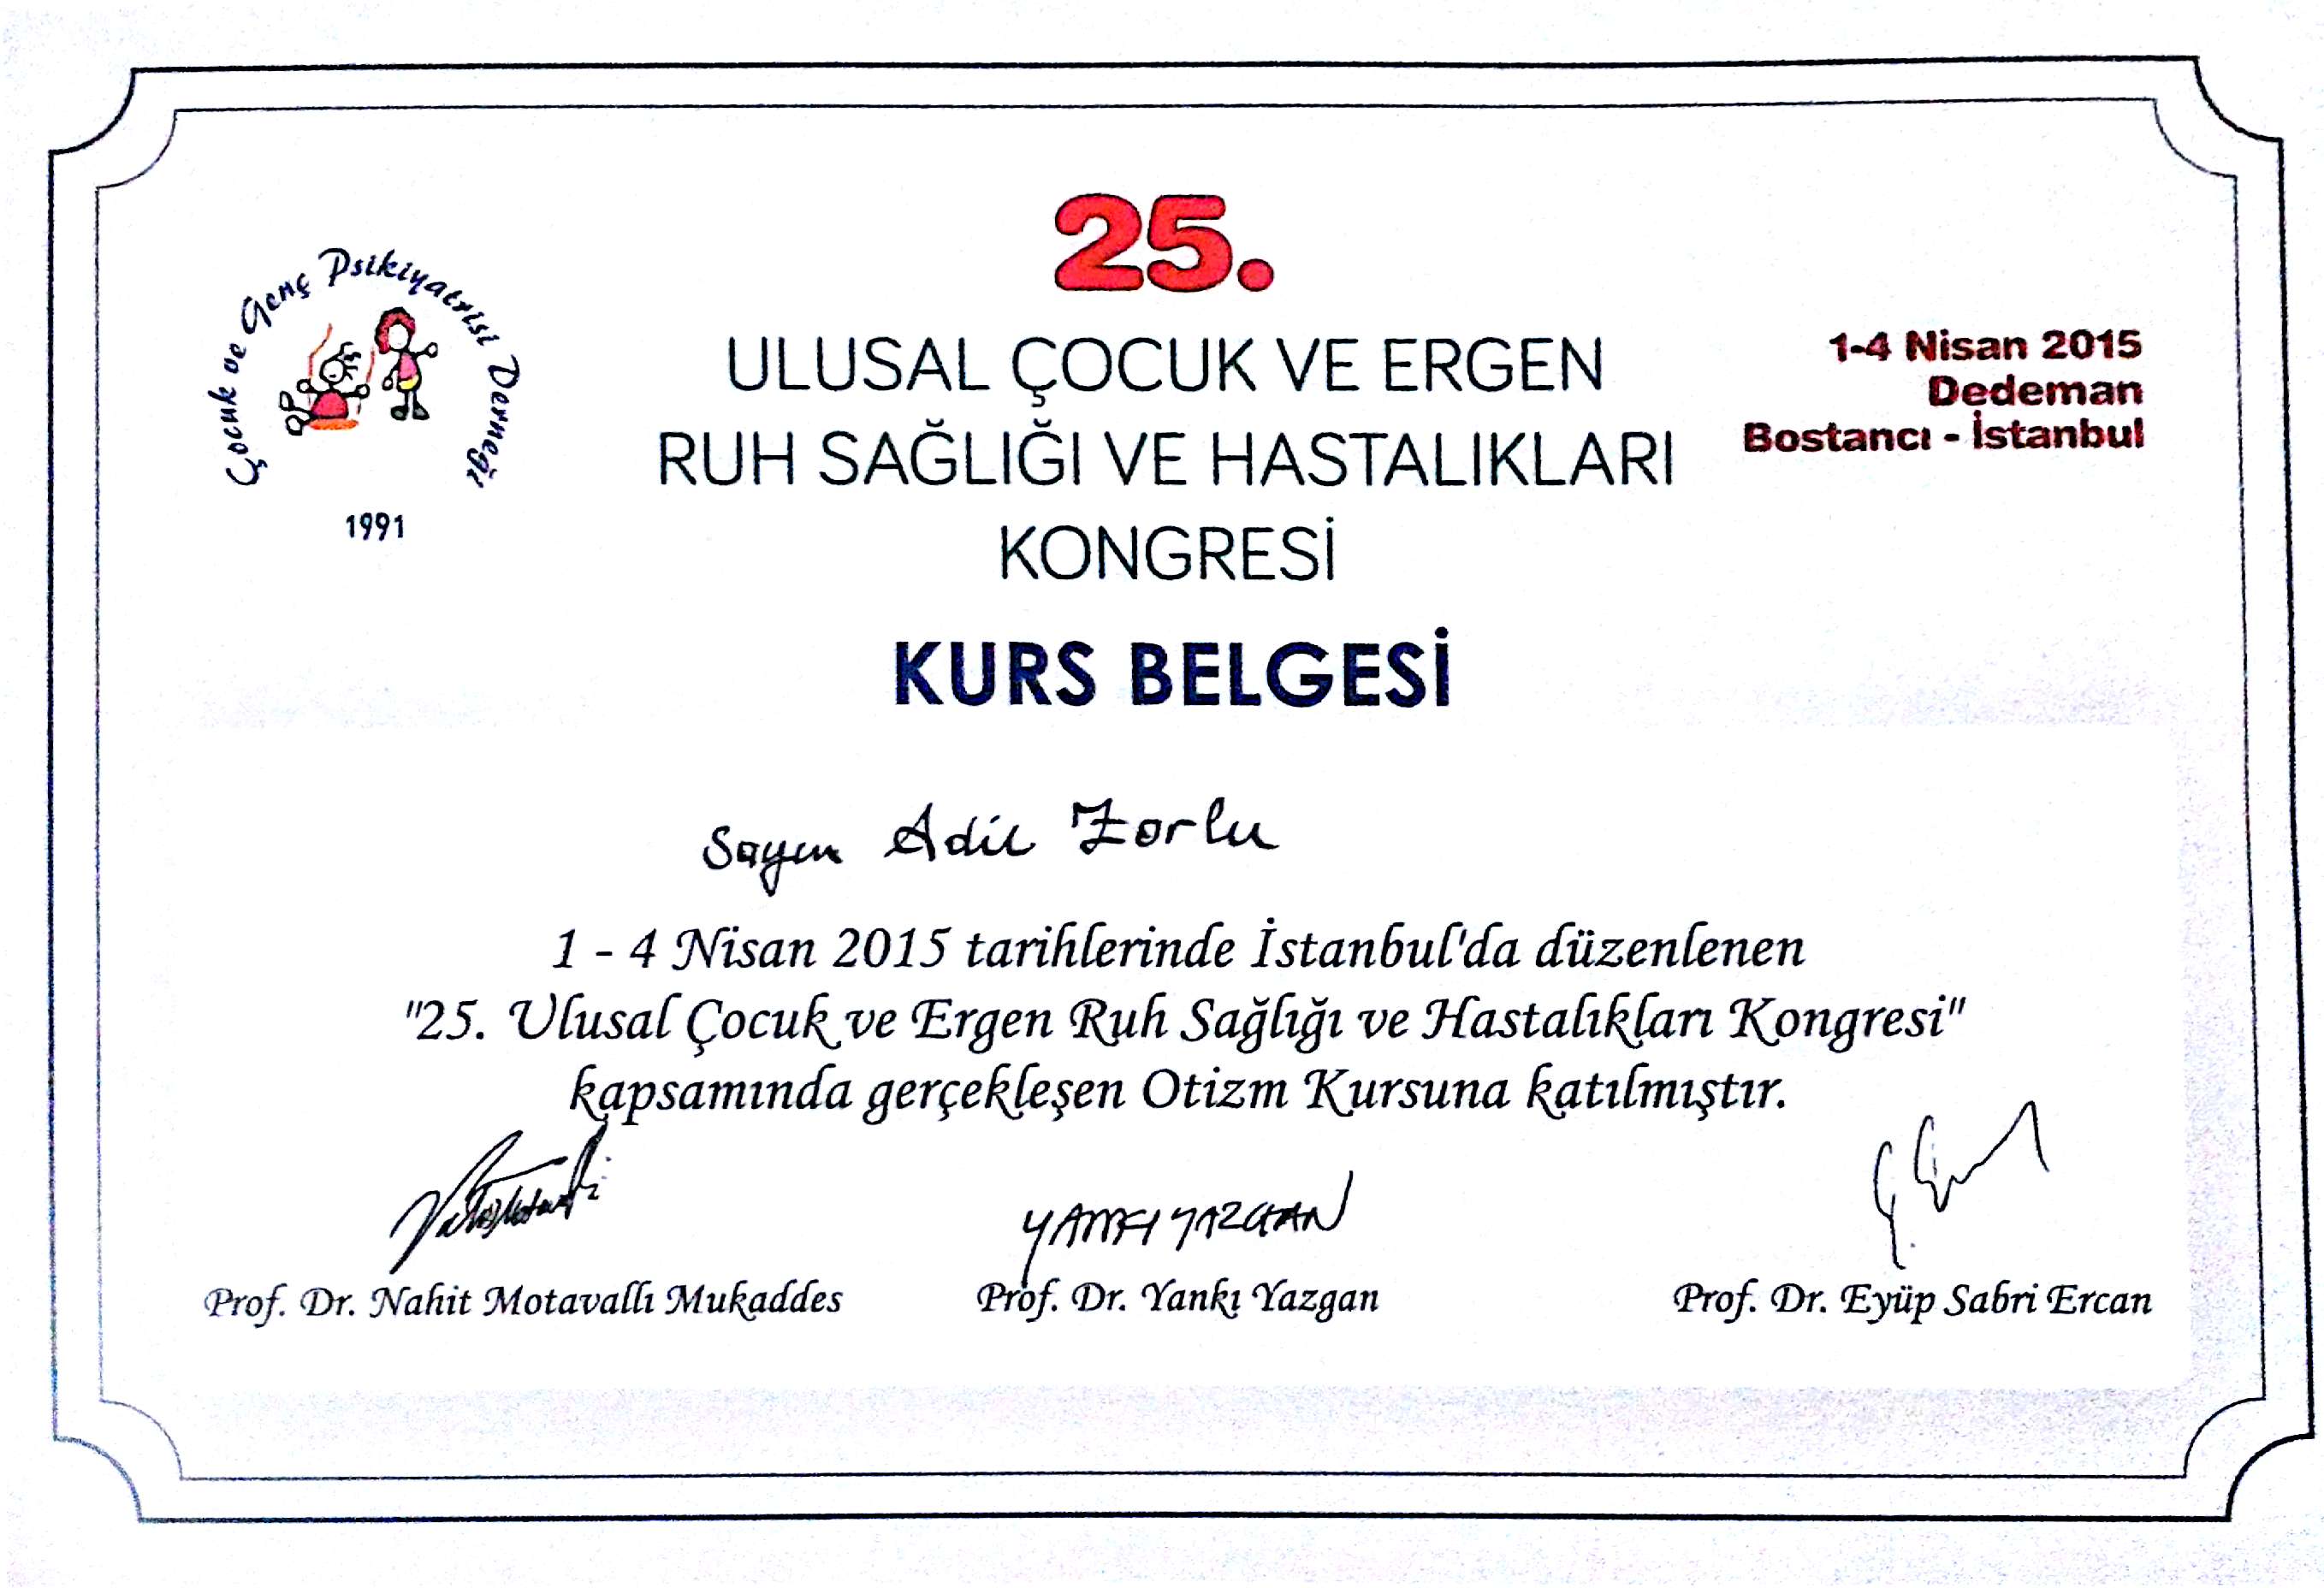 Çocuk ve Genç Psikiyatrisi Derneği
1991
25.
ULUSAL ÇOCUK VE ERGEN
RUH SAĞLIĞI VE HASTALIKLARI
KONGRESİ
1-4 Nisan 2015
Dedeman
Bostancı - İstanbul
KURS BELGESİ
Sayın Adil Zorlu
1 - 4 Nisan 2015 tarihlerinde İstanbul'da düzenlenen
"25. Ulusal Çocuk ve Ergen Ruh Sağlığı ve Hastalıkları Kongresi"
kapsamında gerçekleşen Otizm Kursuna katılmıştır.
YANKI YAZGAN
Prof. Dr. Nahit Motavallı Mukaddes
Prof. Dr. Yankı Yazgan
Prof. Dr. Eyüp Sabri Ercan